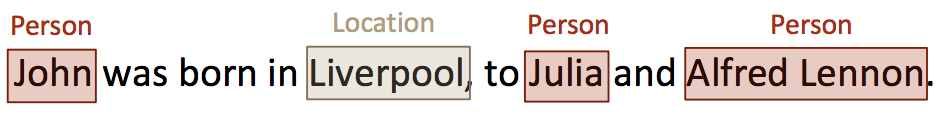 Person Location Person Person
John was born in Liverpool, to Julia and Alfred Lennon.